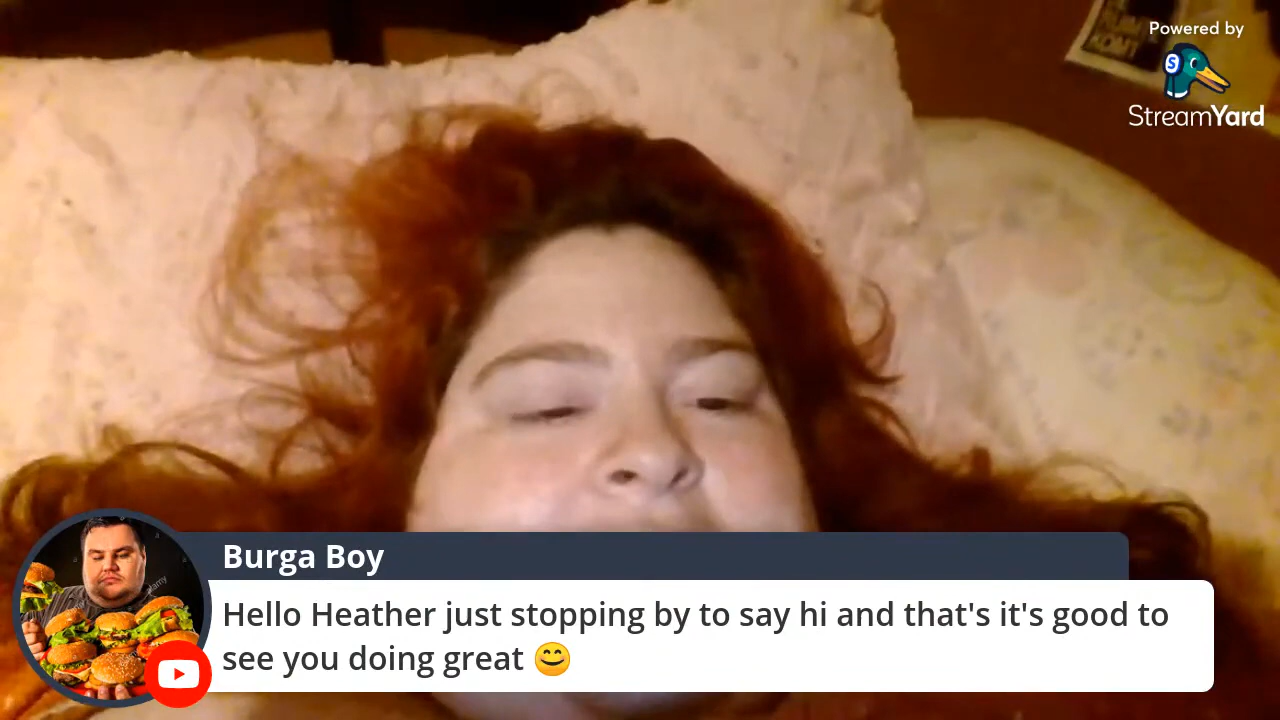 Powered by
StreamYard
Burga Boy
Hello Heather just stopping by to say hi and that's it's good to
see you doing great 😊